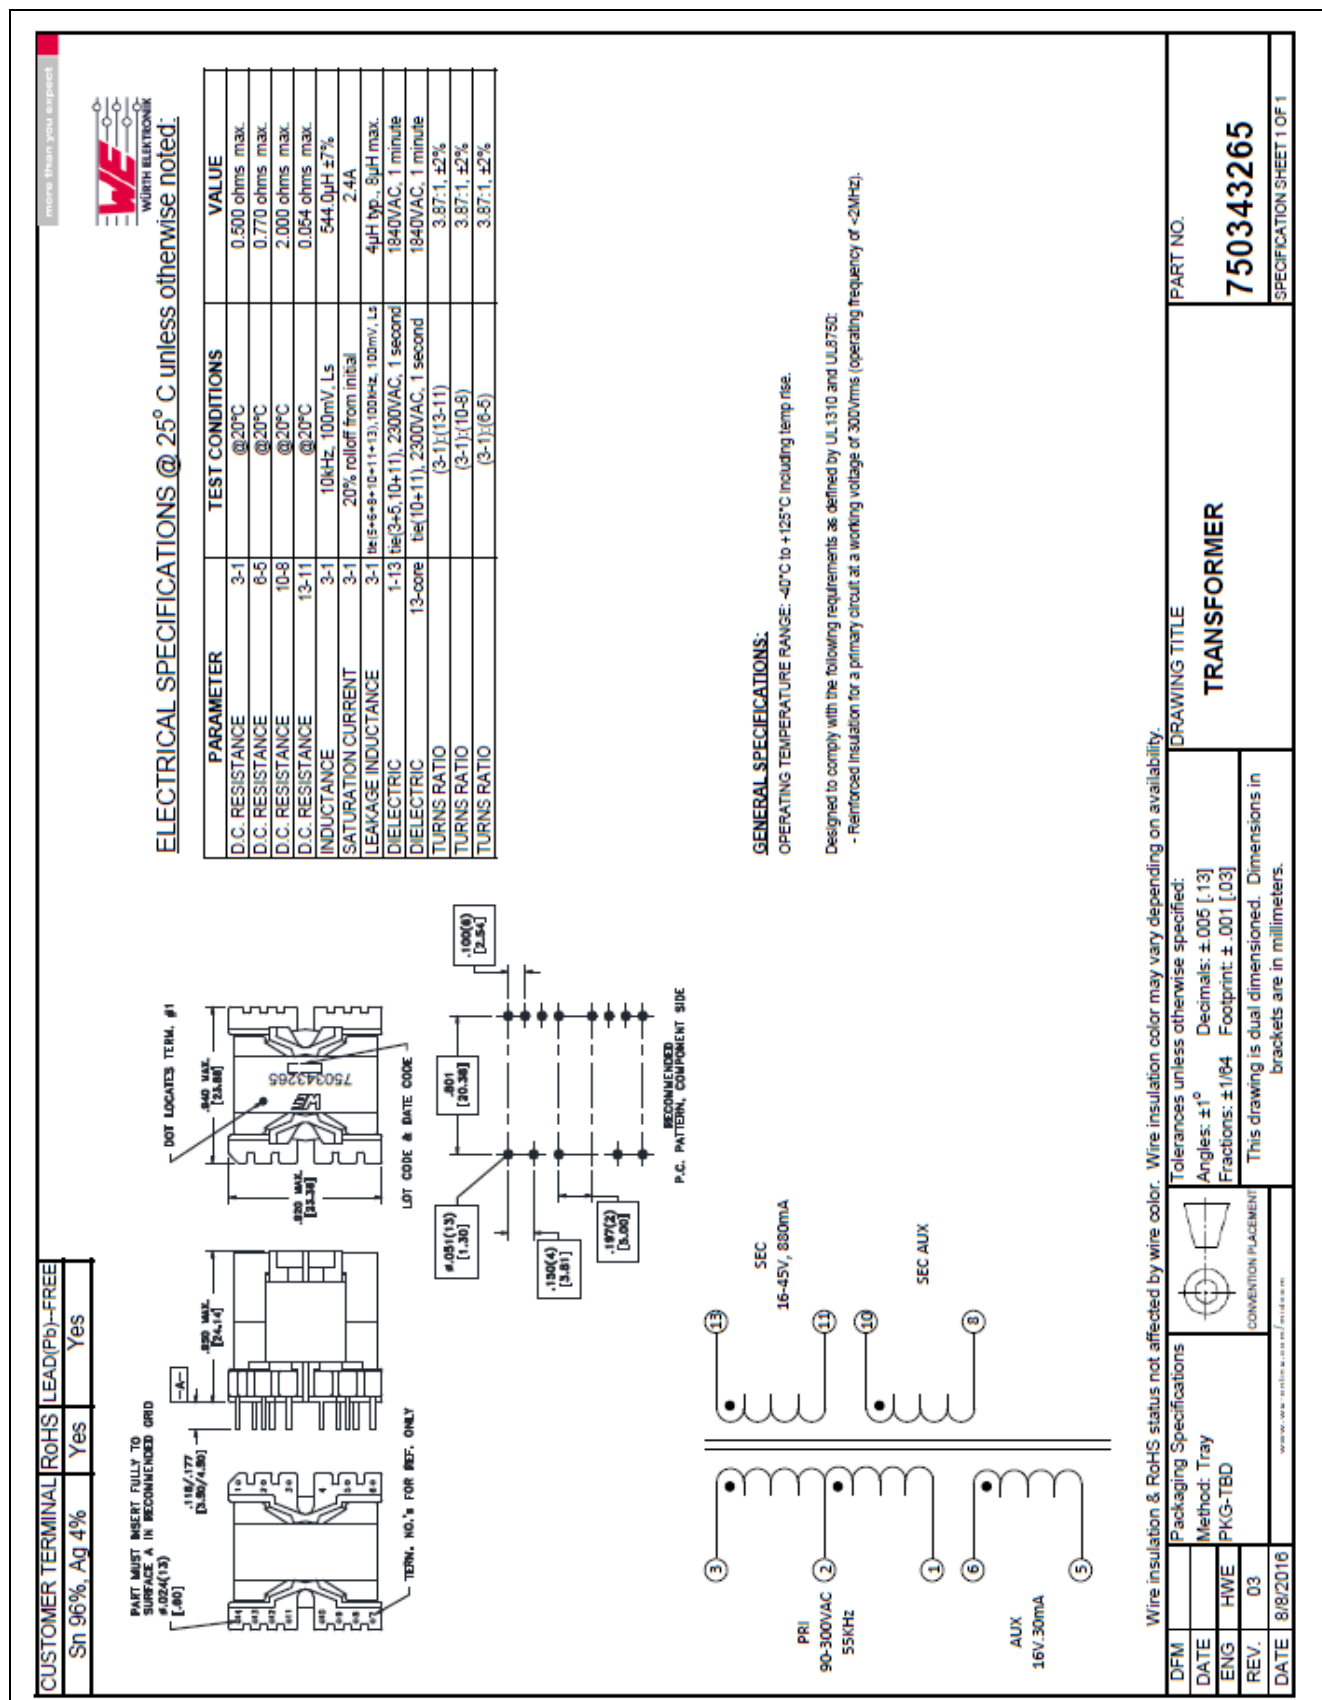 more than you expect
CUSTOMER TERMINAL RoHS LEAD(Pb)-FREE
Sn 96%, Ag 4% Yes Yes
WE
WÜRTH ELEKTRONIK
PART MUST INSERT FULLY TO
SURFACE A IN RECOMMENDED GRID
ø.024(13)
[.60]
.118/.177
[3.00/4.50]
-A-
.950 MAX.
[24.14]
TERM. NO.'s FOR REF. ONLY
DOT LOCATES TERM. #1
.940 MAX.
[23.88]
.920 MAX.
[23.38]
750343265
LOT CODE & DATE CODE
ø.051(13)
[1.30]
.801
[20.36]
.100(6)
[2.54]
.150(4)
[3.81]
.197(2)
[5.00]
RECOMMENDED
P.C. PATTERN, COMPONENT SIDE
ELECTRICAL SPECIFICATIONS @ 25° C unless otherwise noted:
PARAMETER TEST CONDITIONS VALUE
D.C. RESISTANCE 3-1 @20°C 0.500 ohms max.
D.C. RESISTANCE 6-5 @20°C 0.770 ohms max.
D.C. RESISTANCE 10-8 @20°C 2.000 ohms max.
D.C. RESISTANCE 13-11 @20°C 0.054 ohms max.
INDUCTANCE 3-1 10kHz, 100mV, Ls 544.0µH ±7%
SATURATION CURRENT 3-1 20% rolloff from initial 2.4A
LEAKAGE INDUCTANCE 3-1 tie(5+6+8+10+11+13),100kHz, 100mV, Ls 4µH typ., 8µH max.
DIELECTRIC 1-13 tie(3+5,10+11), 2300VAC, 1 second 1840VAC, 1 minute
DIELECTRIC 13-core tie(10+11), 2300VAC, 1 second 1840VAC, 1 minute
TURNS RATIO (3-1):(13-11) 3.87:1, ±2%
TURNS RATIO (3-1):(10-8) 3.87:1, ±2%
TURNS RATIO (3-1):(6-5) 3.87:1, ±2%
PRI
90-300VAC
55KHz
3
2
1
AUX
16V.30mA
6
5
13
11
SEC
16-45V, 880mA
10
8
SEC AUX
GENERAL SPECIFICATIONS:
OPERATING TEMPERATURE RANGE: -40°C to +125°C including temp rise.
Designed to comply with the following requirements as defined by UL1310 and UL8750:
- Reinforced insulation for a primary circuit at a working voltage of 300Vrms (operating frequency of <2MHz).
Wire insulation & RoHS status not affected by wire color. Wire insulation color may vary depending on availability.
DFM
DATE
ENG HWE
REV. 03
DATE 8/8/2016
Packaging Specifications
Method: Tray
PKG-TBD
CONVENTION PLACEMENT
Tolerances unless otherwise specified:
Angles: ±1° Decimals: ±.005 [.13]
Fractions: ±1/64 Footprint: ± .001 [.03]
This drawing is dual dimensioned. Dimensions in
brackets are in millimeters.
DRAWING TITLE
TRANSFORMER
PART NO.
750343265
SPECIFICATION SHEET 1 OF 1